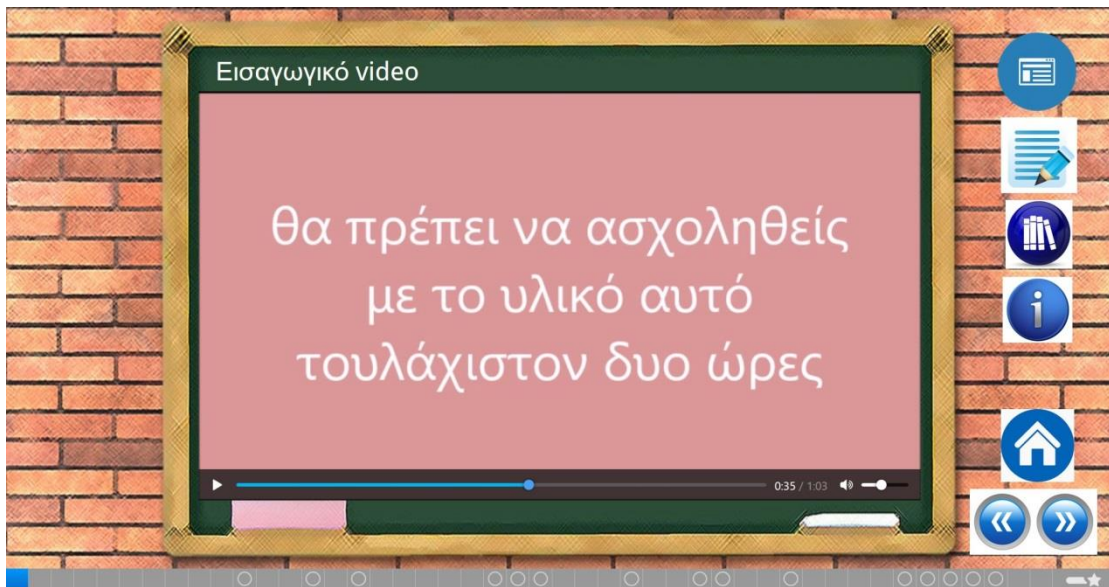 Εισαγωγικό video
θα πρέπει να ασχοληθείς
με το υλικό αυτό
τουλάχιστον δυο ώρες
0:35 / 1:03